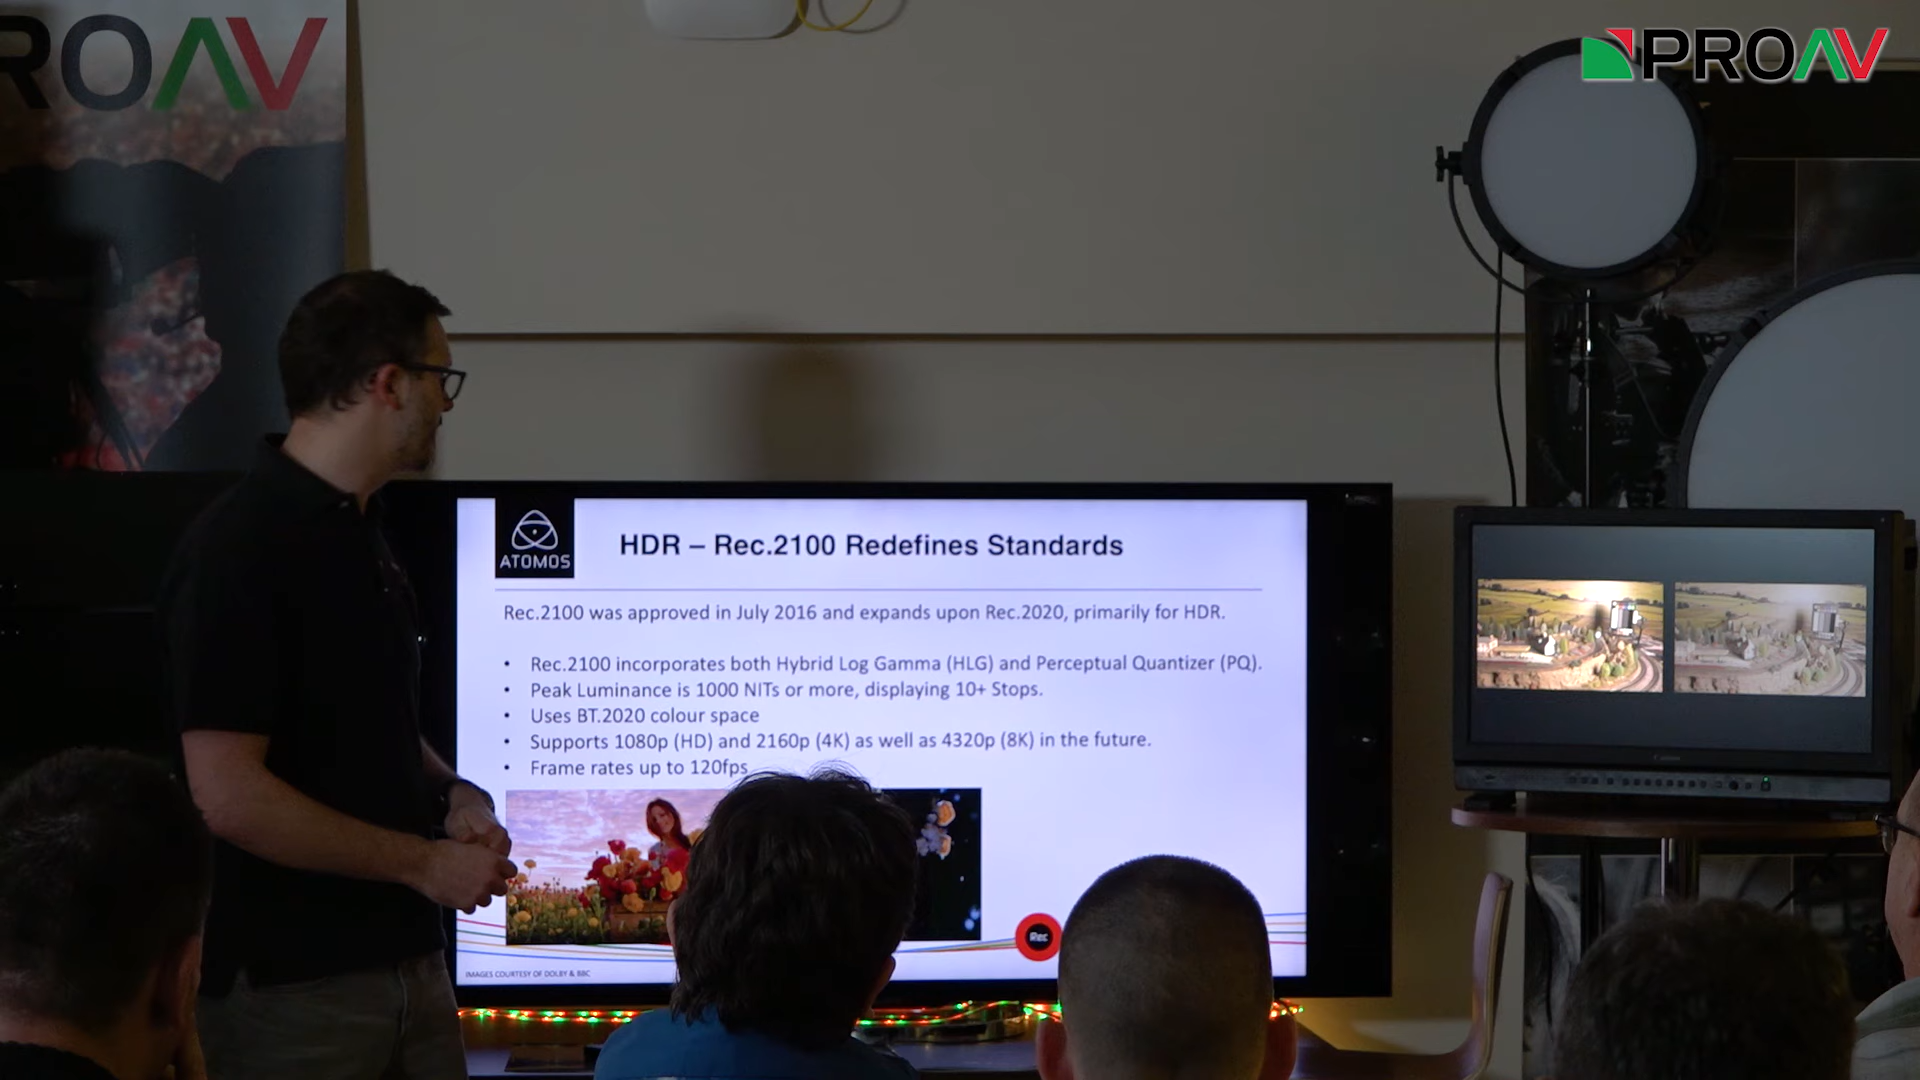 ROAV
PROAV
ATOMOS
HDR – Rec.2100 Redefines Standards
Rec.2100 was approved in July 2016 and expands upon Rec.2020, primarily for HDR.
• Rec.2100 incorporates both Hybrid Log Gamma (HLG) and Perceptual Quantizer (PQ).
• Peak Luminance is 1000 NITs or more, displaying 10+ Stops.
• Uses BT.2020 colour space
• Supports 1080p (HD) and 2160p (4K) as well as 4320p (8K) in the future.
• Frame rates up to 120fps
Rec
IMAGES COURTESY OF DOLBY & BBC